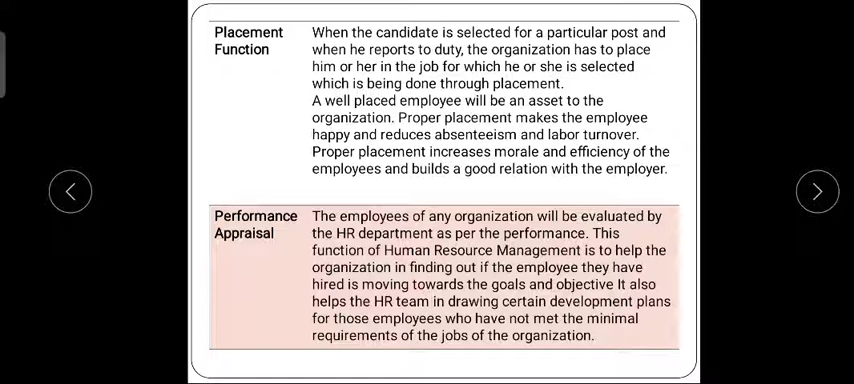 Placement Function
When the candidate is selected for a particular post and
when he reports to duty, the organization has to place
him or her in the job for which he or she is selected
which is being done through placement.
A well placed employee will be an asset to the
organization. Proper placement makes the employee
happy and reduces absenteeism and labor turnover.
Proper placement increases morale and efficiency of the
employees and builds a good relation with the employer.
Performance Appraisal
The employees of any organization will be evaluated by
the HR department as per the performance. This
function of Human Resource Management is to help the
organization in finding out if the employee they have
hired is moving towards the goals and objective It also
helps the HR team in drawing certain development plans
for those employees who have not met the minimal
requirements of the jobs of the organization.